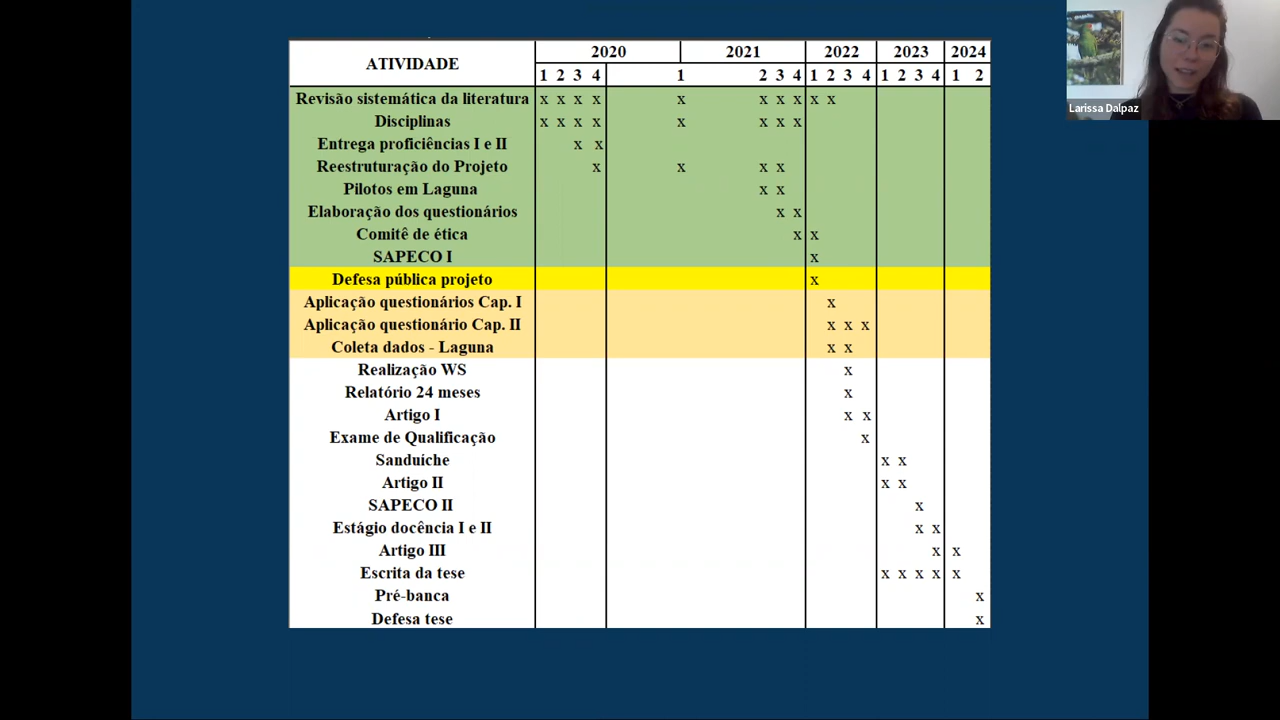 ATIVIDADE 2020 2021 2022 2023 2024
1 2 3 4 1 2 3 4 1 2 3 4 1 2 3 4 1 2
Revisão sistemática da literatura x x x x x x x x x x
Disciplinas x x x x x x x x
Entrega proficiências I e II x x
Reestruturação do Projeto x x x x
Pilotos em Laguna x x
Elaboração dos questionários x x
Comitê de ética x x
SAPECO I x
Defesa pública projeto x
Aplicação questionários Cap. I x
Aplicação questionário Cap. II x x x
Coleta dados - Laguna x x
Realização WS x
Relatório 24 meses x
Artigo I x x
Exame de Qualificação x
Sanduíche x x
Artigo II x x
SAPECO II x
Estágio docência I e II x x
Artigo III x x
Escrita da tese x x x x x
Pré-banca x
Defesa tese x
Larissa Dalpaz